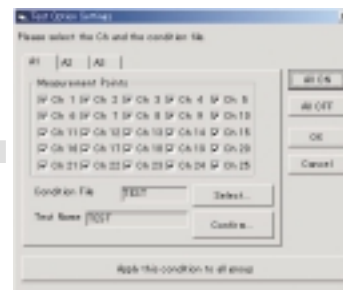 Test Option Settings
Please select the Ch and the condition file.
A1 A2 A3
Measurement Points
Ch 1 Ch 2 Ch 3 Ch 4 Ch 5
Ch 6 Ch 7 Ch 8 Ch 9 Ch 10
Ch 11 Ch 12 Ch 13 Ch 14 Ch 15
Ch 16 Ch 17 Ch 18 Ch 19 Ch 20
Ch 21 Ch 22 Ch 23 Ch 24 Ch 25
Condition File TEST Select...
Test Name TEST Confirm...
All ON
All OFF
OK
Cancel
Apply this condition to all group